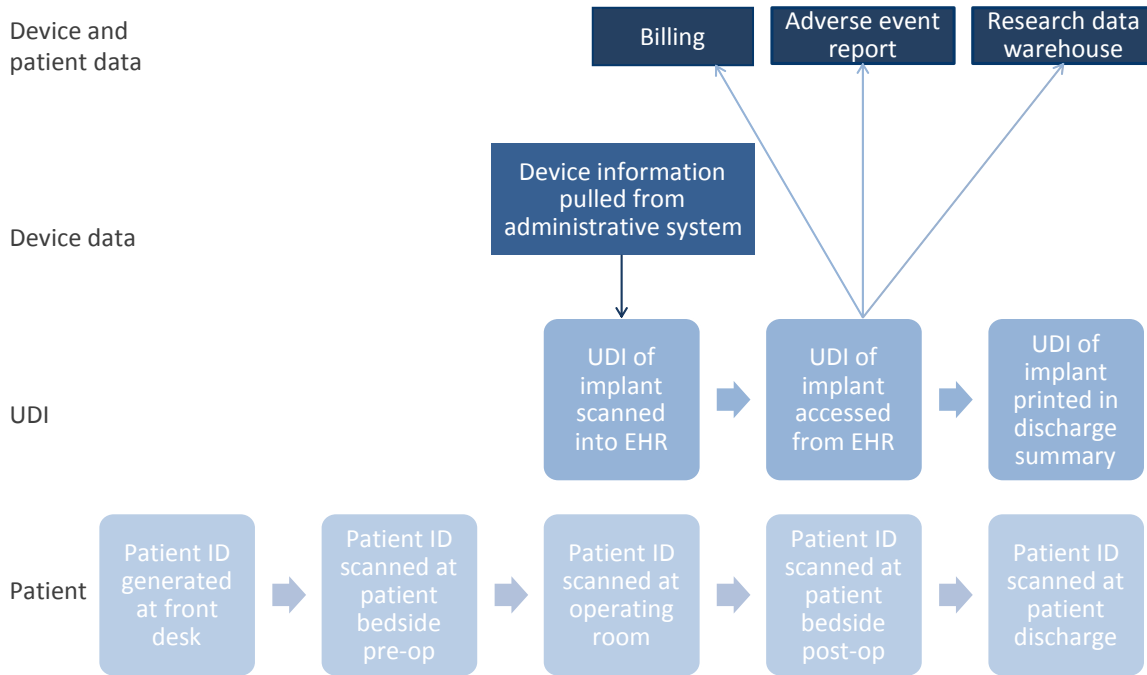 Device and
patient data
Billing
Adverse event
report
Research data
warehouse
Device data
Device information
pulled from
administrative system
UDI
UDI of
implant
scanned
into EHR
UDI of
implant
accessed
from EHR
UDI of
implant
printed in
discharge
summary
Patient
Patient ID
generated
at front
desk
Patient ID
scanned at
patient
bedside
pre-op
Patient ID
scanned at
operating
room
Patient ID
scanned at
patient
bedside
post-op
Patient ID
scanned at
patient
discharge